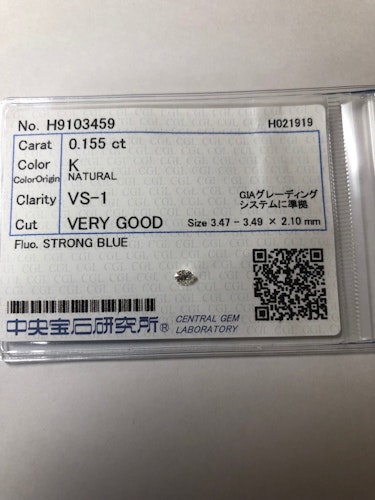 No. H9103459 H021919
Carat 0.155 ct
Color K
ColorOrigin NATURAL
Clarity VS-1
GIAグレーディング
システムに準拠
Cut VERY GOOD Size 3.47 - 3.49 × 2.10 mm
Fluo. STRONG BLUE
中央宝石研究所® CENTRAL GEM
LABORATORY